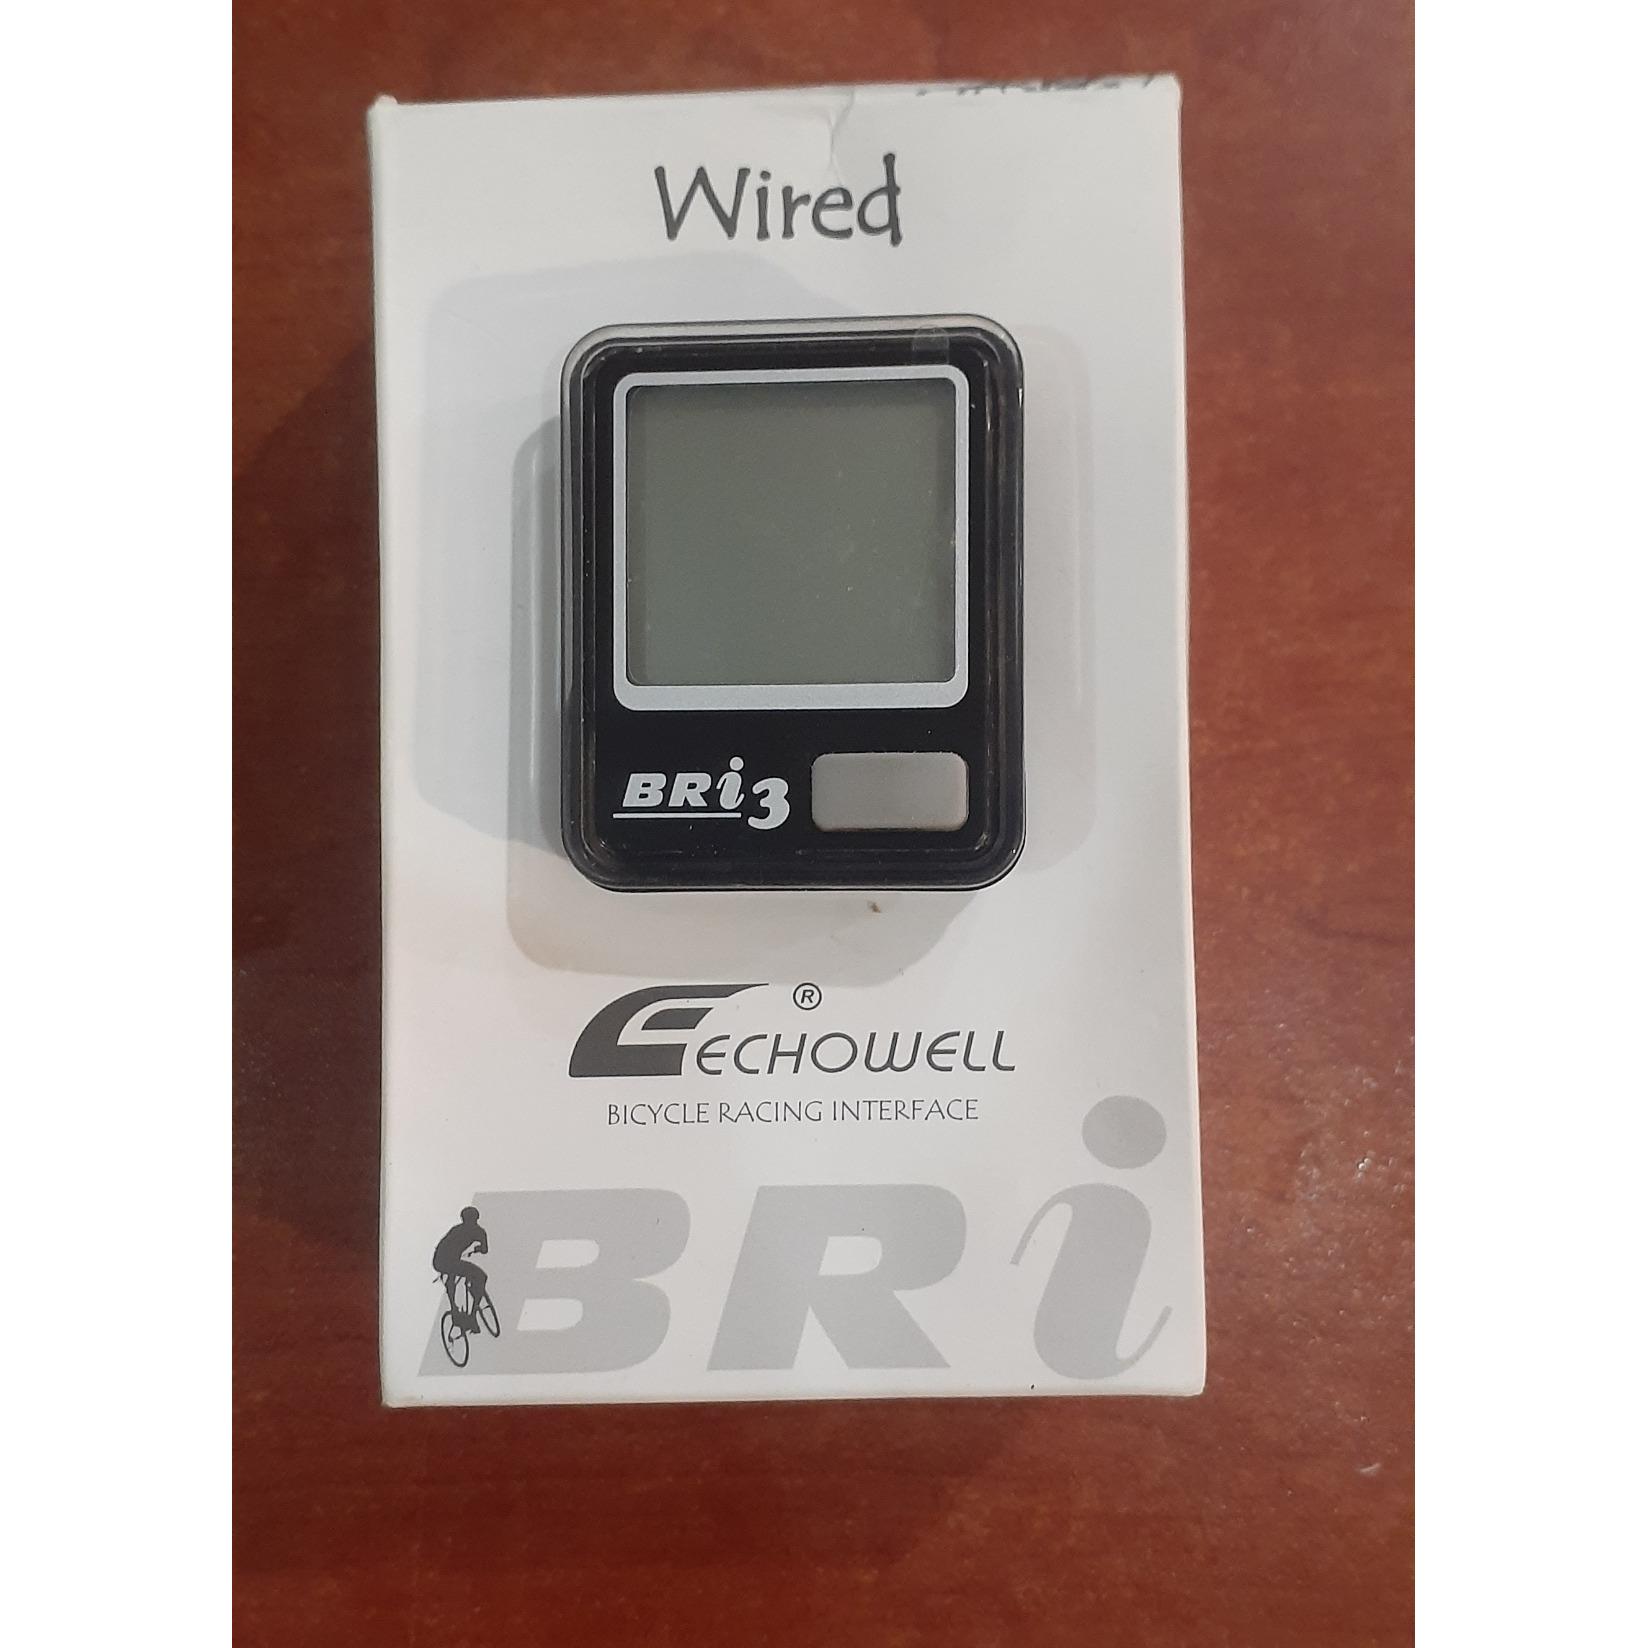 Wired
BRi3
ECHOWELL®
BICYCLE RACING INTERFACE
BRi